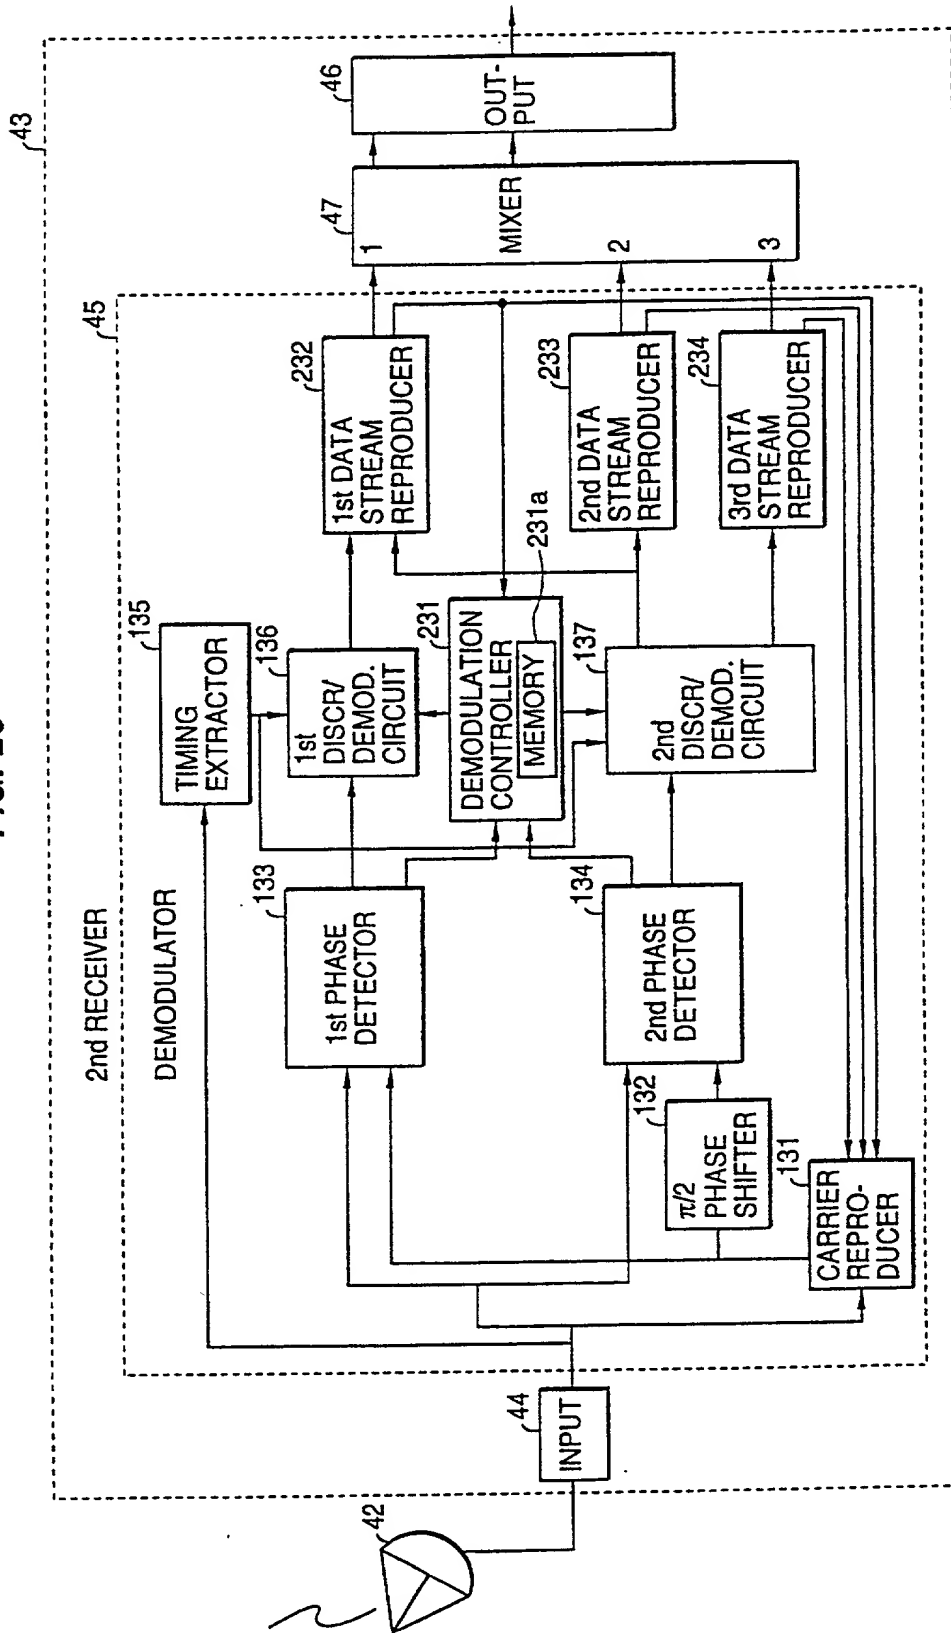 2nd RECEIVER
43
DEMODULATOR
45
42
44
INPUT
TIMING
EXTRACTOR
135
133
1st PHASE
DETECTOR
136
1st
DISCR/
DEMOD.
CIRCUIT
232
1st DATA
STREAM
REPRODUCER
47
1
MIXER
2
3
46
OUT-
PUT
231
DEMODULATION
CONTROLLER
MEMORY
231a
134
2nd PHASE
DETECTOR
137
2nd
DISCR/
DEMOD.
CIRCUIT
233
2nd DATA
STREAM
REPRODUCER
234
3rd DATA
STREAM
REPRODUCER
132
π/2
PHASE
SHIFTER
131
CARRIER
REPRO-
DUCER